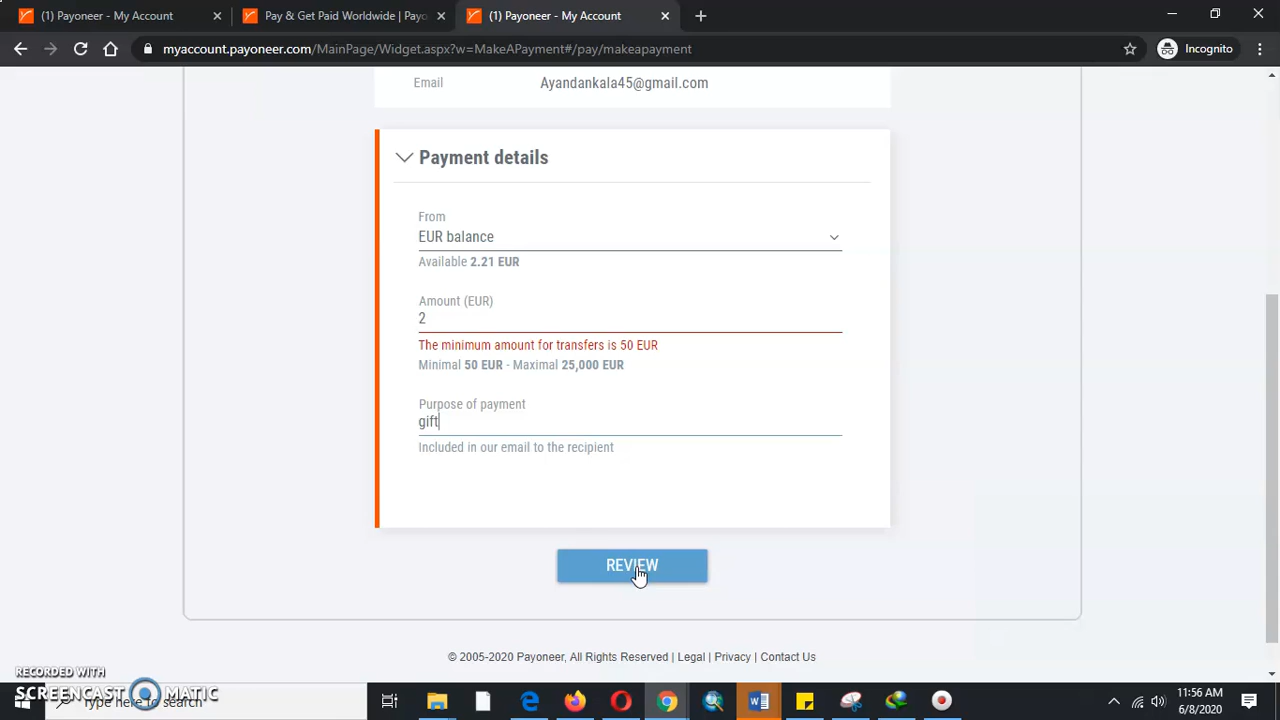 (1) Payoneer - My Account
Pay & Get Paid Worldwide | Payo
(1) Payoneer - My Account
myaccount.payoneer.com/MainPage/Widget.aspx?w=MakeAPayment#/pay/makeapayment
Incognito
Email Ayandankala45@gmail.com
Payment details
From
EUR balance
Available 2.21 EUR
Amount (EUR)
2
The minimum amount for transfers is 50 EUR
Minimal 50 EUR - Maximal 25,000 EUR
Purpose of payment
gift
Included in our email to the recipient
REVIEW
© 2005-2020 Payoneer, All Rights Reserved | Legal | Privacy | Contact Us
RECORDED WITH
SCREENCAST MATIC
Type here to search
11:56 AM
6/8/2020